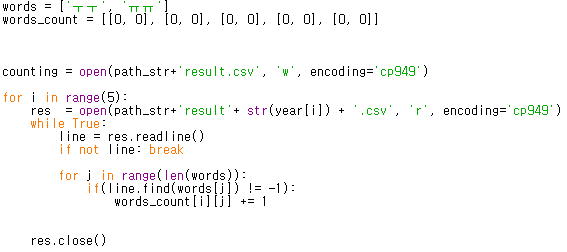 words = ['ㅜㅜ', 'ㅠㅠ']
words_count = [[0, 0], [0, 0], [0, 0], [0, 0], [0, 0]]
counting = open(path_str+'result.csv', 'w', encoding='cp949')
for i in range(5):
res = open(path_str+'result'+ str(year[i]) + '.csv', 'r', encoding='cp949')
while True:
line = res.readline()
if not line: break
for j in range(len(words)):
if(line.find(words[j]) != -1):
words_count[i][j] += 1
res.close()